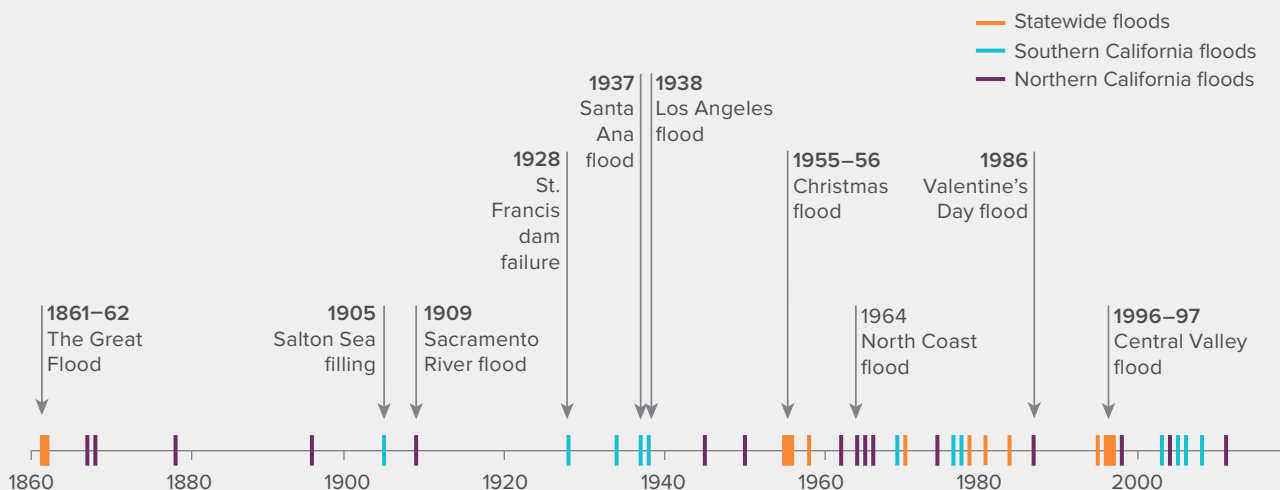 Statewide floods
Southern California floods
Northern California floods
1937
Santa
Ana
flood
1938
Los Angeles
flood
1928
St.
Francis
dam
failure
1955–56
Christmas
flood
1986
Valentine's
Day flood
1861–62
The Great
Flood
1905
Salton Sea
filling
1909
Sacramento
River flood
1964
North Coast
flood
1996–97
Central Valley
flood
1860 1880 1900 1920 1940 1960 1980 2000